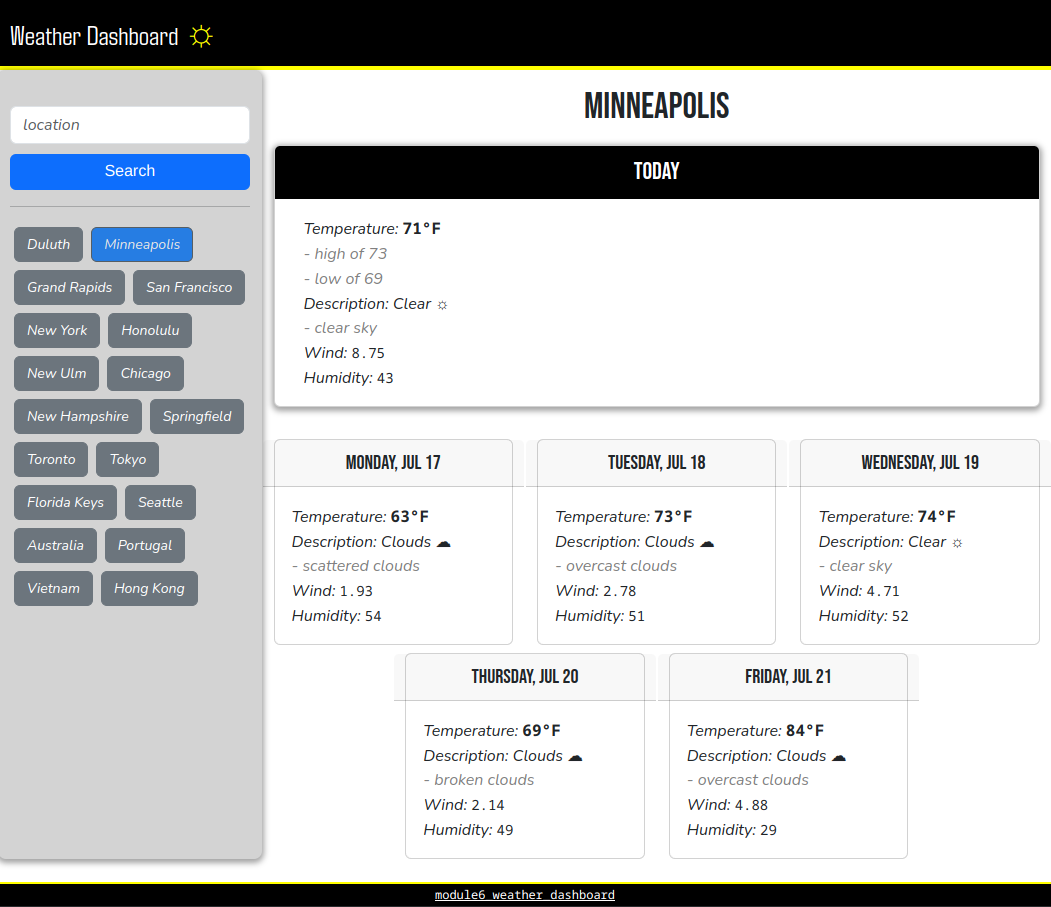 Weather Dashboard ☼
location
Search
Duluth
Minneapolis
Grand Rapids
San Francisco
New York
Honolulu
New Ulm
Chicago
New Hampshire
Springfield
Toronto
Tokyo
Florida Keys
Seattle
Australia
Portugal
Vietnam
Hong Kong
MINNEAPOLIS
TODAY
Temperature: 71°F
- high of 73
- low of 69
Description: Clear ☼
- clear sky
Wind: 8.75
Humidity: 43
MONDAY, JUL 17
Temperature: 63°F
Description: Clouds ☁
- scattered clouds
Wind: 1.93
Humidity: 54
TUESDAY, JUL 18
Temperature: 73°F
Description: Clouds ☁
- overcast clouds
Wind: 2.78
Humidity: 51
WEDNESDAY, JUL 19
Temperature: 74°F
Description: Clear ☼
- clear sky
Wind: 4.71
Humidity: 52
THURSDAY, JUL 20
Temperature: 69°F
Description: Clouds ☁
- broken clouds
Wind: 2.14
Humidity: 49
FRIDAY, JUL 21
Temperature: 84°F
Description: Clouds ☁
- overcast clouds
Wind: 4.88
Humidity: 29
module6 weather dashboard